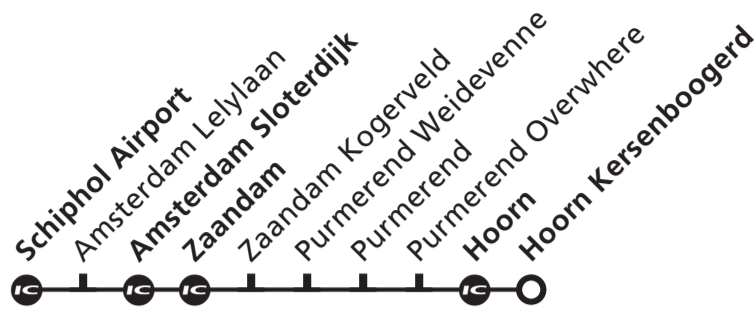 Schiphol Airport
Amsterdam Lelylaan
Amsterdam Sloterdijk
Zaandam
Zaandam Kogerveld
Purmerend Weidevenne
Purmerend
Purmerend Overwhere
Hoorn
Hoorn Kersenboogerd
IC
IC
IC
IC